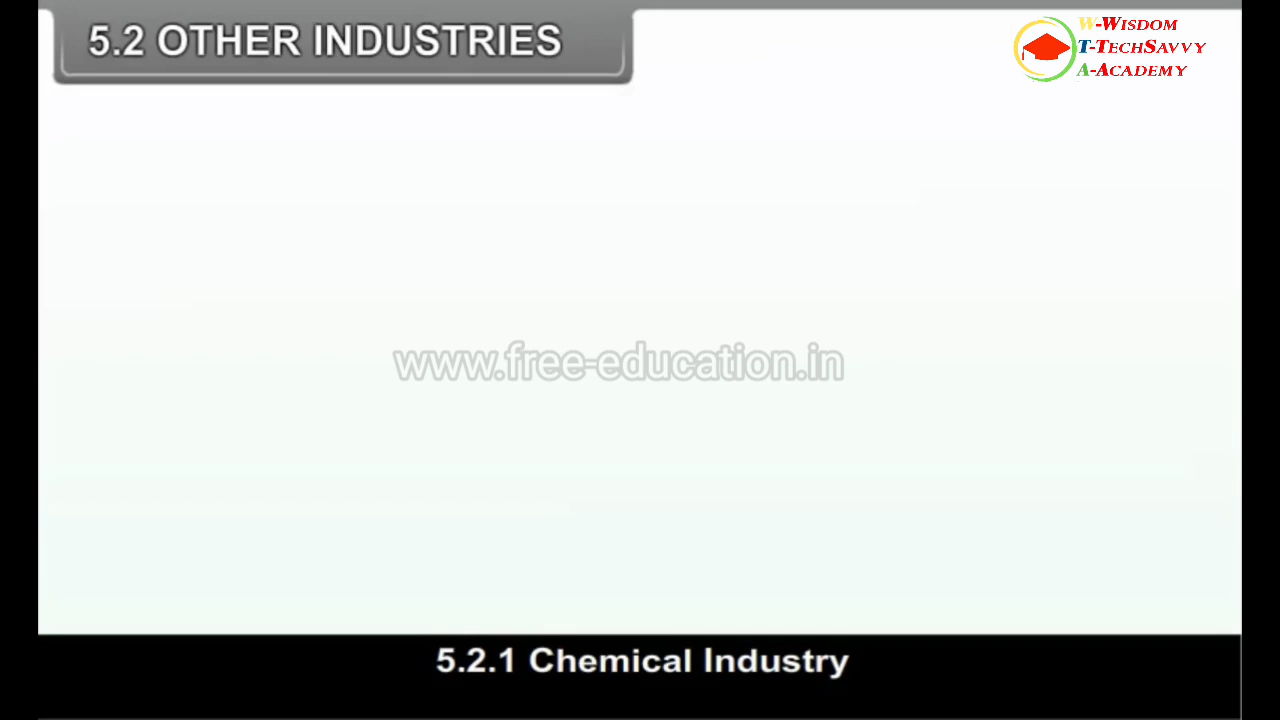 5.2 OTHER INDUSTRIES
W-WISDOM
T-TECHSAVVY
A-ACADEMY
www.free-education.in
5.2.1 Chemical Industry